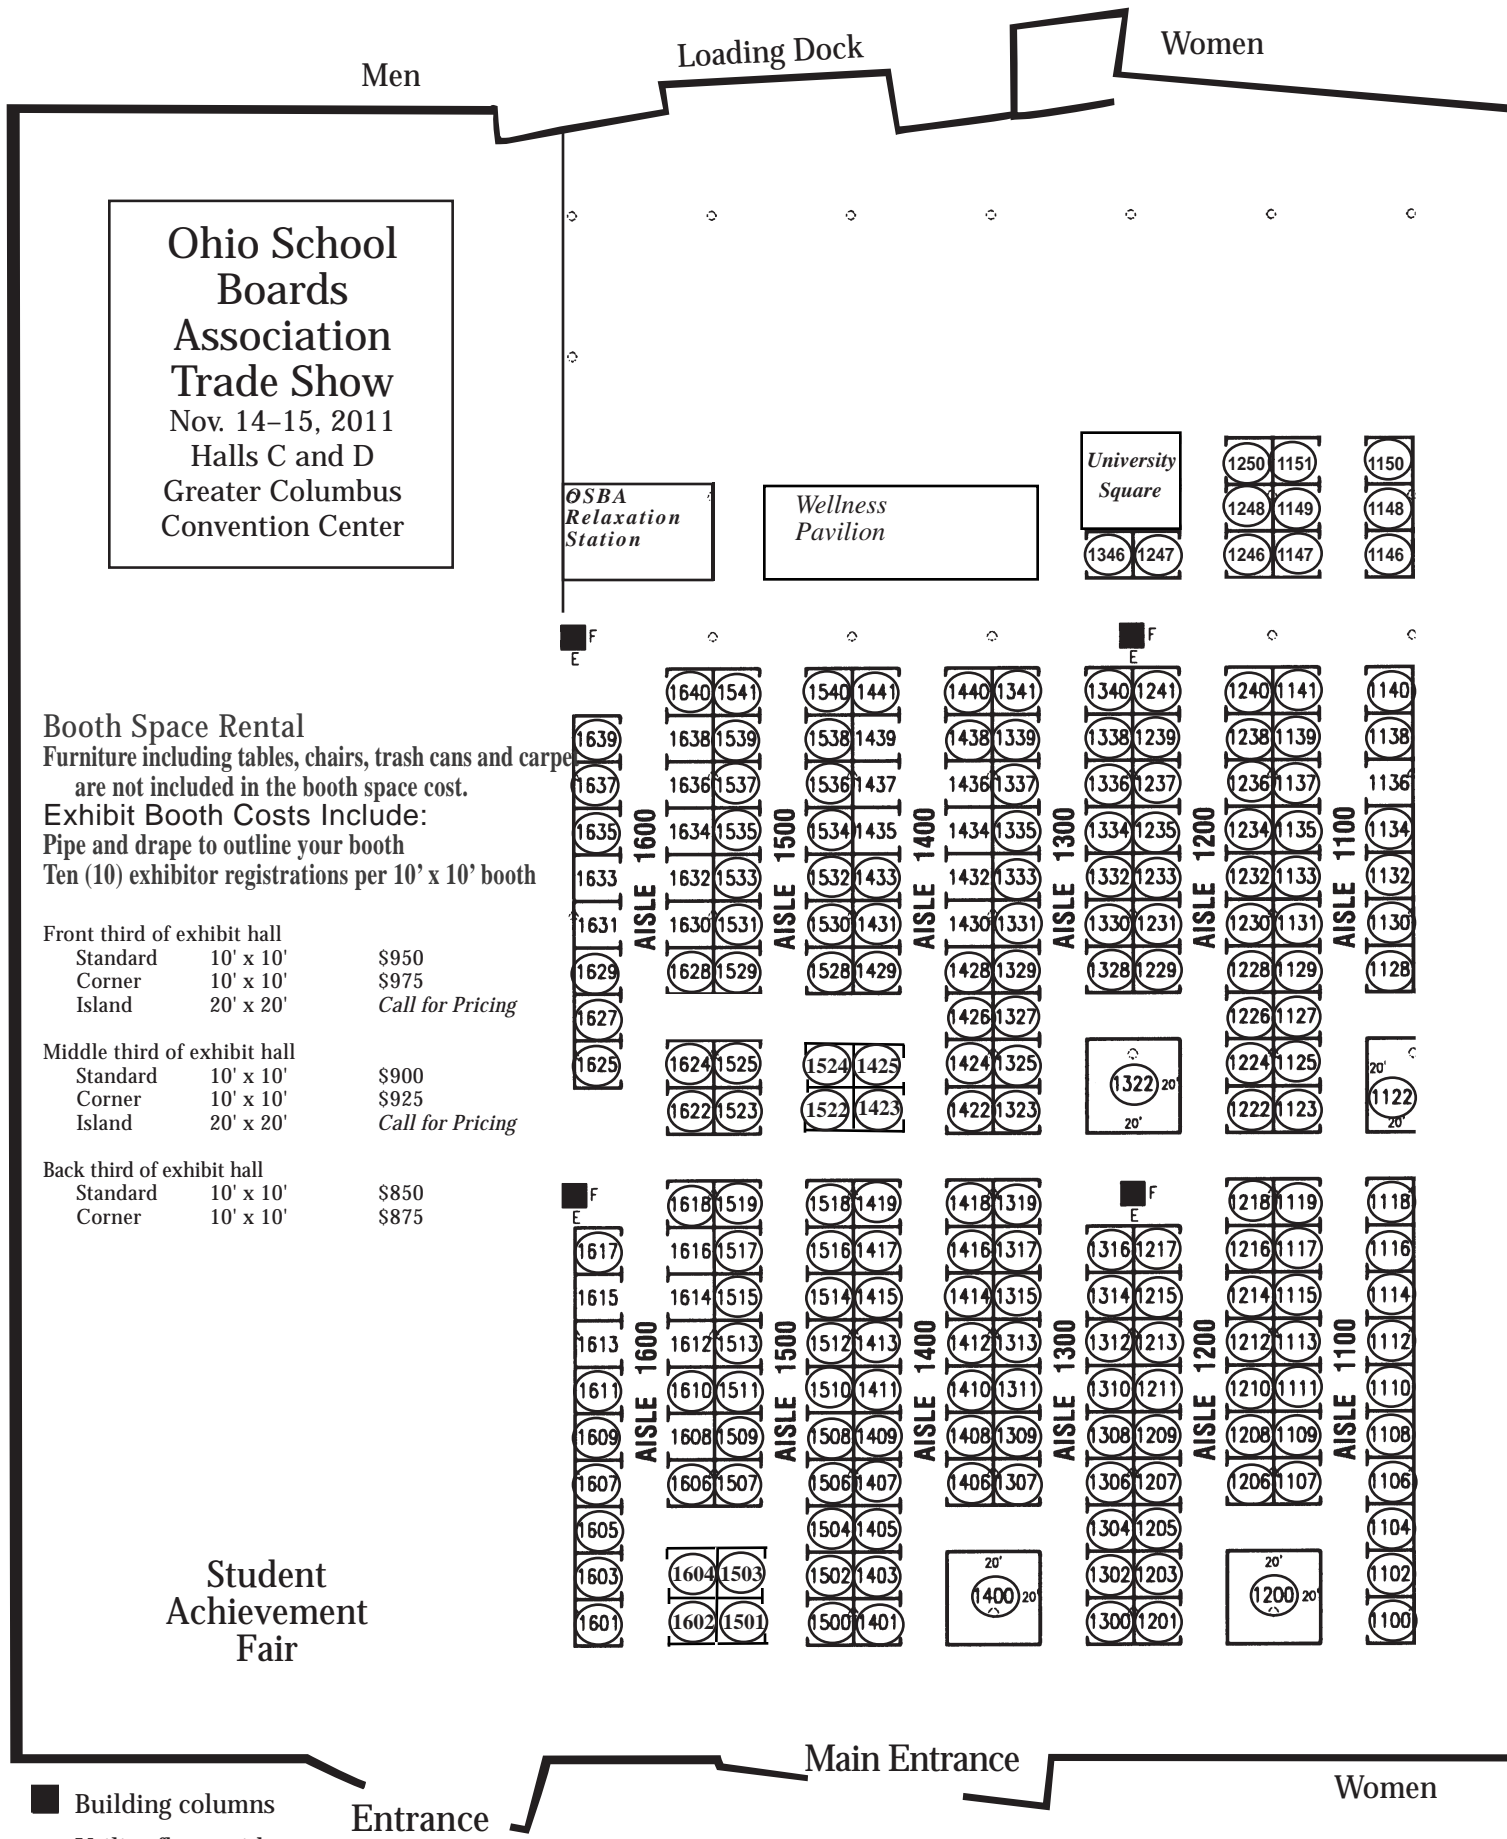 Men
Loading Dock
Women
Ohio School
Boards
Association
Trade Show
Nov. 14–15, 2011
Halls C and D
Greater Columbus
Convention Center
University
Square
OSBA
Relaxation
Station
Wellness
Pavilion
1250 1151 1150
1248 1149 1148
1346 1247 1246 1147 1146
F F
E E
1640 1541 1540 1441 1440 1341 1340 1241 1240 1141 1140
1639 1638 1539 1538 1439 1438 1339 1338 1239 1238 1139 1138
1637 1636 1537 1536 1437 1436 1337 1336 1237 1236 1137 1136
1635 1634 1535 1534 1435 1434 1335 1334 1235 1234 1135 1134
1633 1632 1533 1532 1433 1432 1333 1332 1233 1232 1133 1132
1631 1630 1531 1530 1431 1430 1331 1330 1231 1230 1131 1130
1629 1628 1529 1528 1429 1428 1329 1328 1229 1228 1129 1128
1627 1426 1327 1226 1127
1625 1624 1525 1524 1425 1424 1325 1224 1125
1622 1523 1522 1423 1422 1323 1222 1123
1322 20' 20'
20' 1122 20'
AISLE 1600 AISLE 1500 AISLE 1400 AISLE 1300 AISLE 1200 AISLE 1100
Booth Space Rental
Furniture including tables, chairs, trash cans and carpe
are not included in the booth space cost.
Exhibit Booth Costs Include:
Pipe and drape to outline your booth
Ten (10) exhibitor registrations per 10’ x 10’ booth
Front third of exhibit hall
Standard 10' x 10' $950
Corner 10' x 10' $975
Island 20' x 20' Call for Pricing
Middle third of exhibit hall
Standard 10' x 10' $900
Corner 10' x 10' $925
Island 20' x 20' Call for Pricing
Back third of exhibit hall
Standard 10' x 10' $850
Corner 10' x 10' $875
F F
E E
1618 1519 1518 1419 1418 1319 1218 1119 1118
1617 1616 1517 1516 1417 1416 1317 1316 1217 1216 1117 1116
1615 1614 1515 1514 1415 1414 1315 1314 1215 1214 1115 1114
1613 1612 1513 1512 1413 1412 1313 1312 1213 1212 1113 1112
1611 1610 1511 1510 1411 1410 1311 1310 1211 1210 1111 1110
1609 1608 1509 1508 1409 1408 1309 1308 1209 1208 1109 1108
1607 1606 1507 1506 1407 1406 1307 1306 1207 1206 1107 1106
1605 1504 1405 1304 1205 1104
1603 1604 1503 1502 1403 1302 1203 1102
1601 1602 1501 1500 1401 1300 1201 1100
20' 1400 20'
20' 1200 20'
AISLE 1600 AISLE 1500 AISLE 1400 AISLE 1300 AISLE 1200 AISLE 1100
Student
Achievement
Fair
Main Entrance
Women
Building columns
Entrance